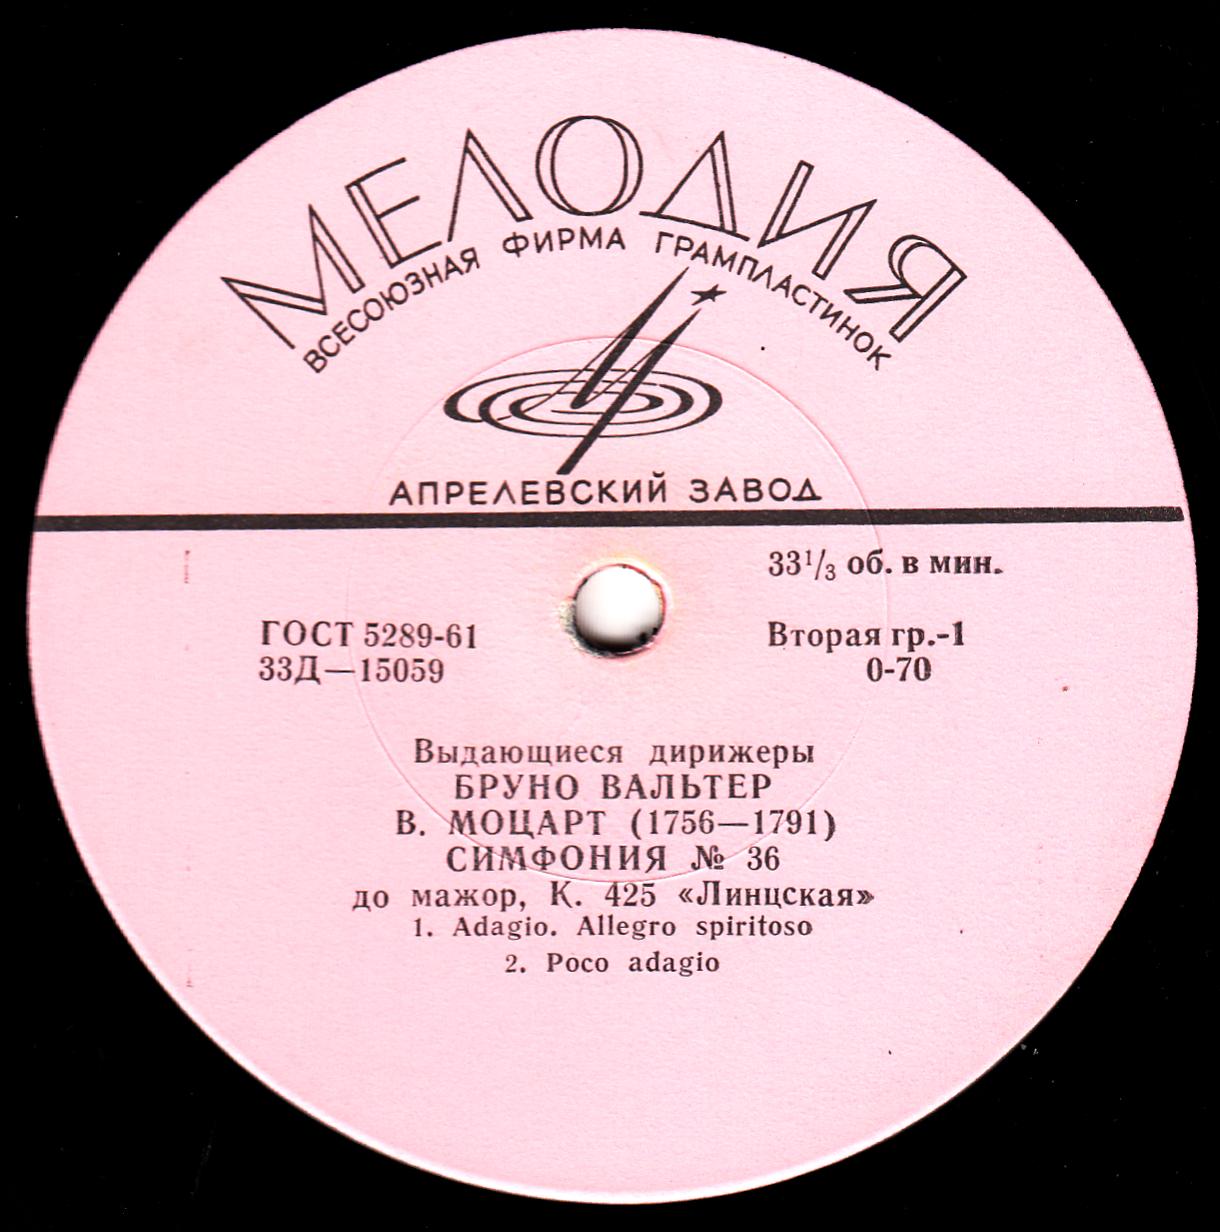 МЕЛОДИЯ
ВСЕСОЮЗНАЯ ФИРМА ГРАМПЛАСТИНОК
АПРЕЛЕВСКИЙ ЗАВОД
33 1/3 об. в мин.
ГОСТ 5289-61
Вторая гр.-1
33Д—15059
0-70
Выдающиеся дирижеры
БРУНО ВАЛЬТЕР
В. МОЦАРТ (1756—1791)
СИМФОНИЯ № 36
до мажор, К. 425 «Линцская»
1. Adagio. Allegro spiritoso
2. Poco adagio